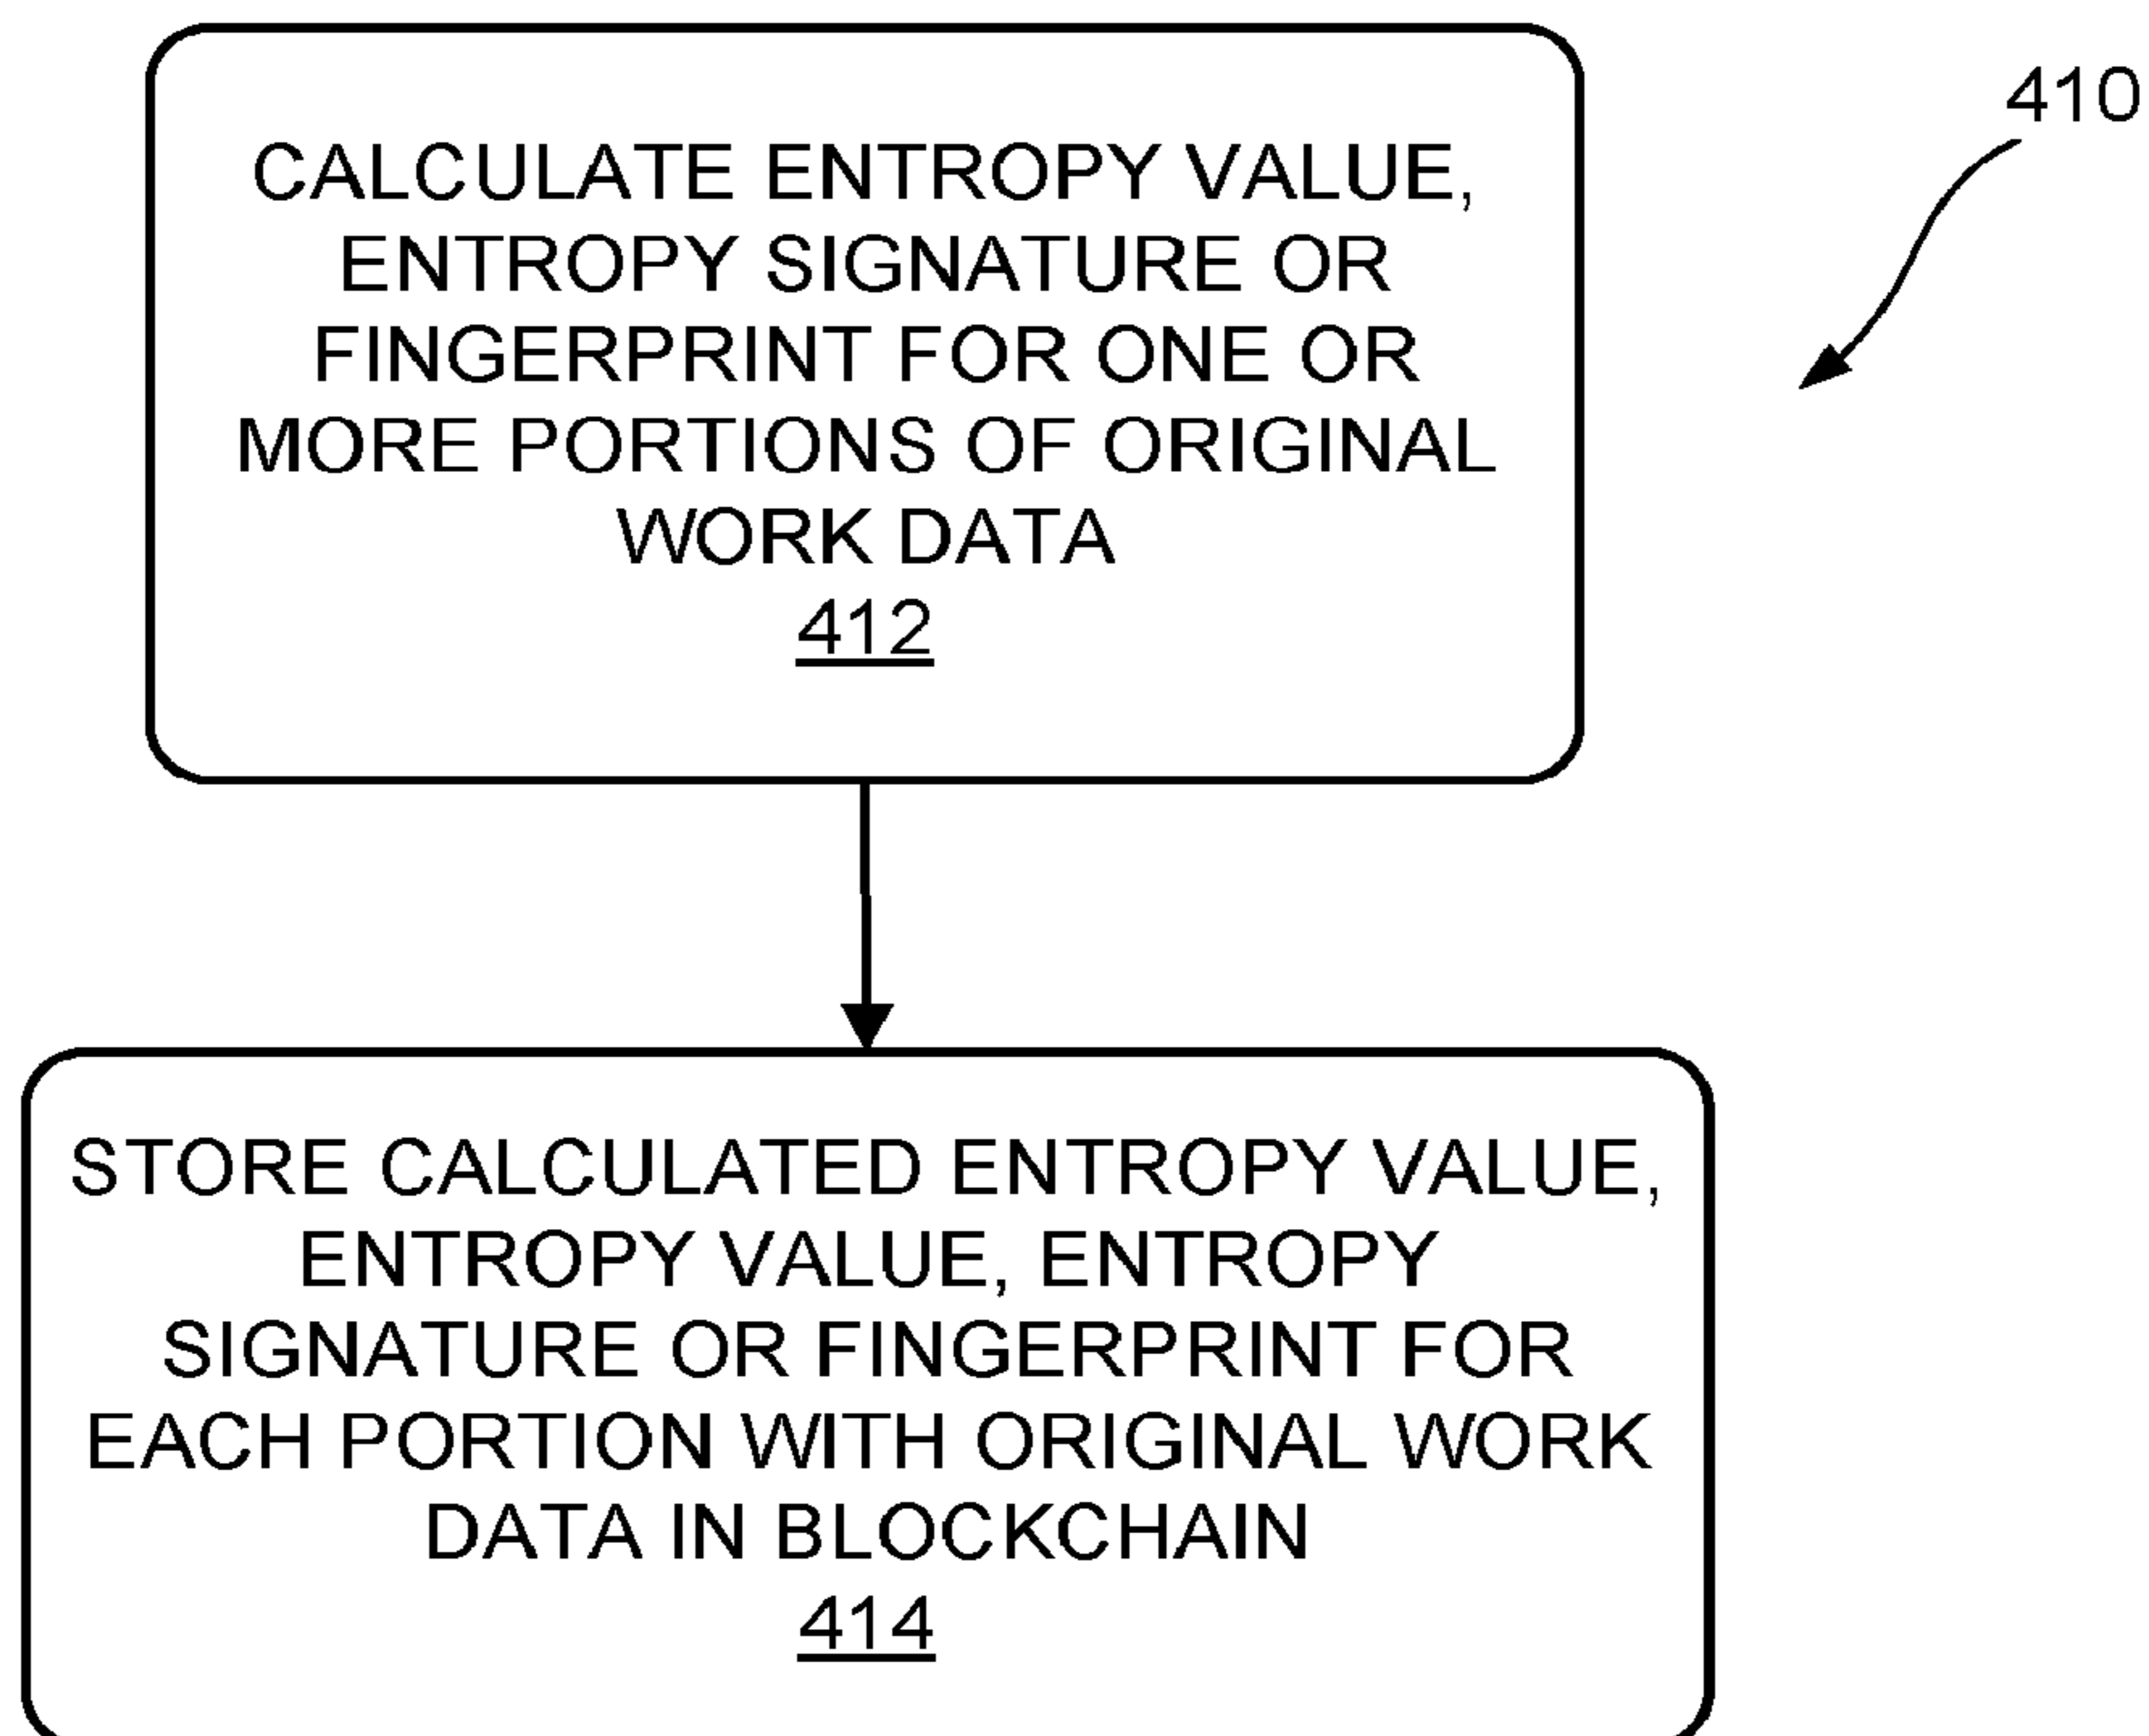 410
CALCULATE ENTROPY VALUE,
ENTROPY SIGNATURE OR
FINGERPRINT FOR ONE OR
MORE PORTIONS OF ORIGINAL
WORK DATA
412
STORE CALCULATED ENTROPY VALUE,
ENTROPY VALUE, ENTROPY
SIGNATURE OR FINGERPRINT FOR
EACH PORTION WITH ORIGINAL WORK
DATA IN BLOCKCHAIN
414